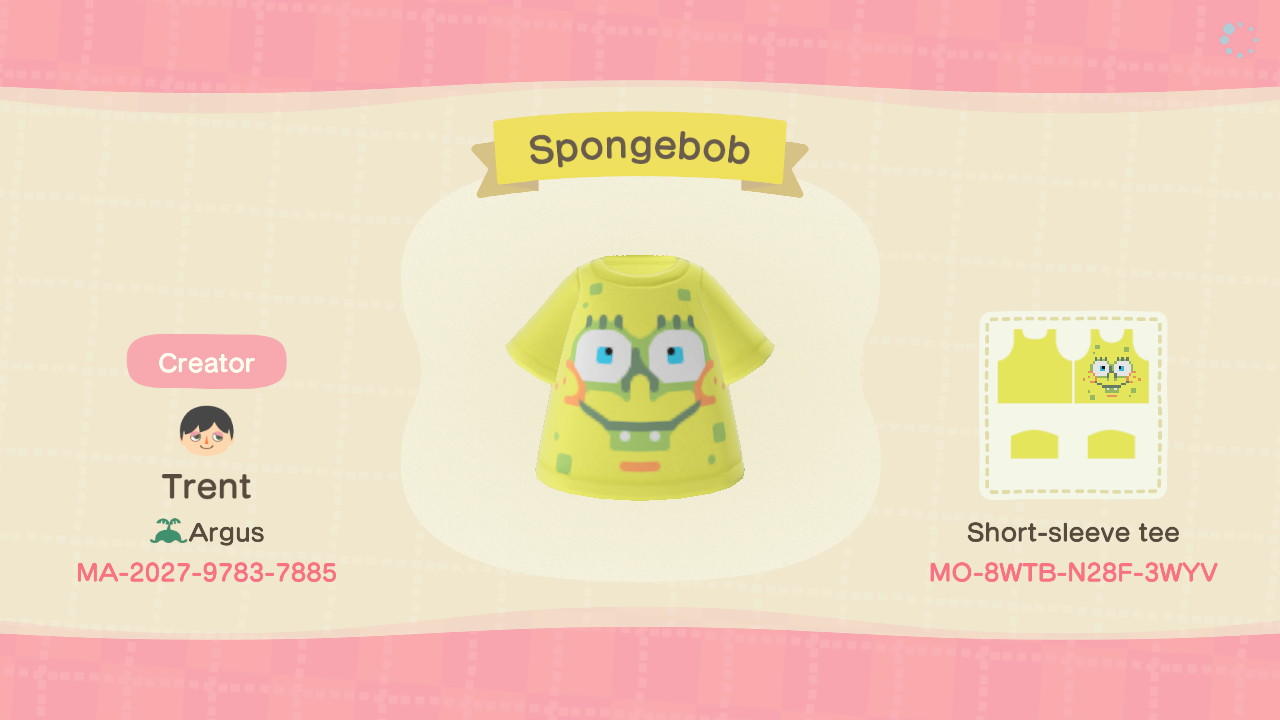 Spongebob
Creator
Trent
Argus
MA-2027-9783-7885
Short-sleeve tee
MO-8WTB-N28F-3WYV